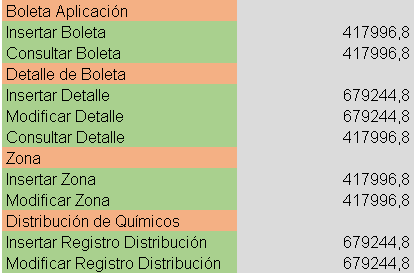 Boleta Aplicación
Insertar Boleta 417996,8
Consultar Boleta 417996,8
Detalle de Boleta
Insertar Detalle 679244,8
Modificar Detalle 679244,8
Consultar Detalle 417996,8
Zona
Insertar Zona 417996,8
Modificar Zona 417996,8
Distribución de Químicos
Insertar Registro Distribución 679244,8
Modificar Registro Distribución 679244,8